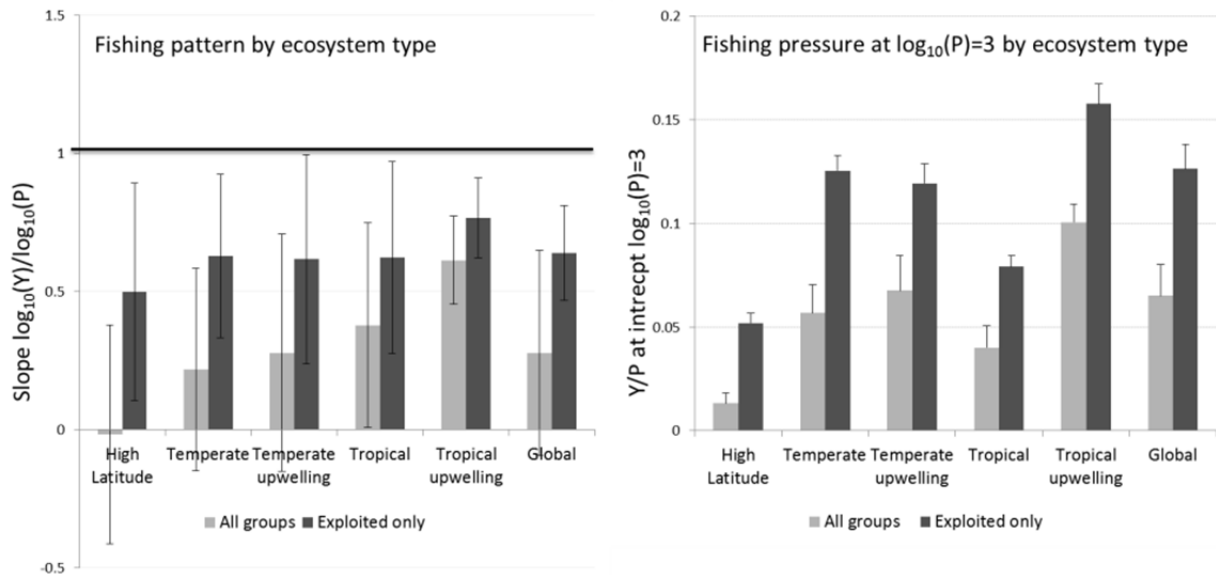 Fishing pattern by ecosystem type
Slope log₁₀(Y)/log₁₀(P)
1.5
1
0.5
0
-0.5
High Latitude
Temperate
Temperate upwelling
Tropical
Tropical upwelling
Global
All groups
Exploited only
Fishing pressure at log₁₀(P)=3 by ecosystem type
Y/P at intrecpt log₁₀(P)=3
0.2
0.15
0.1
0.05
0
High Latitude
Temperate
Temperate upwelling
Tropical
Tropical upwelling
Global
All groups
Exploited only